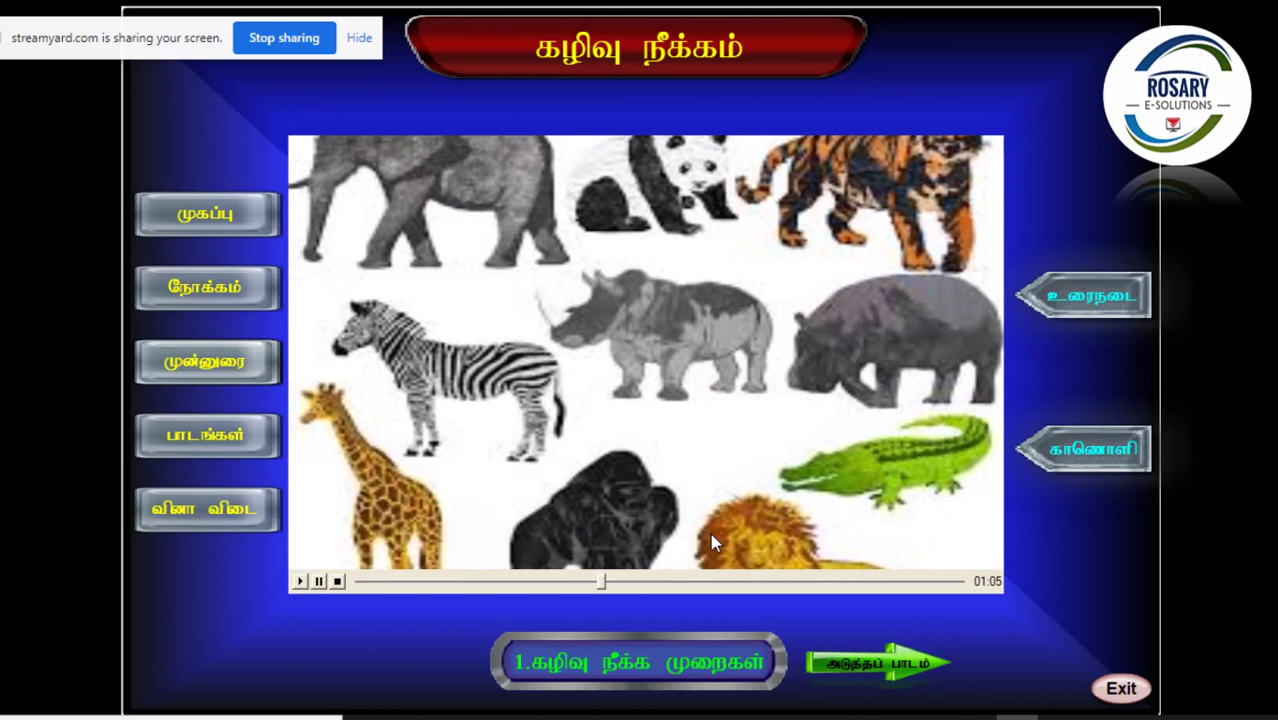 streamyard.com is sharing your screen.
Stop sharing
Hide
கழிவு நீக்கம்
ROSARY
E-SOLUTIONS
முகப்பு
நோக்கம்
முன்னுரை
பாடங்கள்
வினா விடை
உரைநடை
காணொளி
01:05
1.கழிவு நீக்க முறைகள்
அடுத்தப் பாடம்
Exit